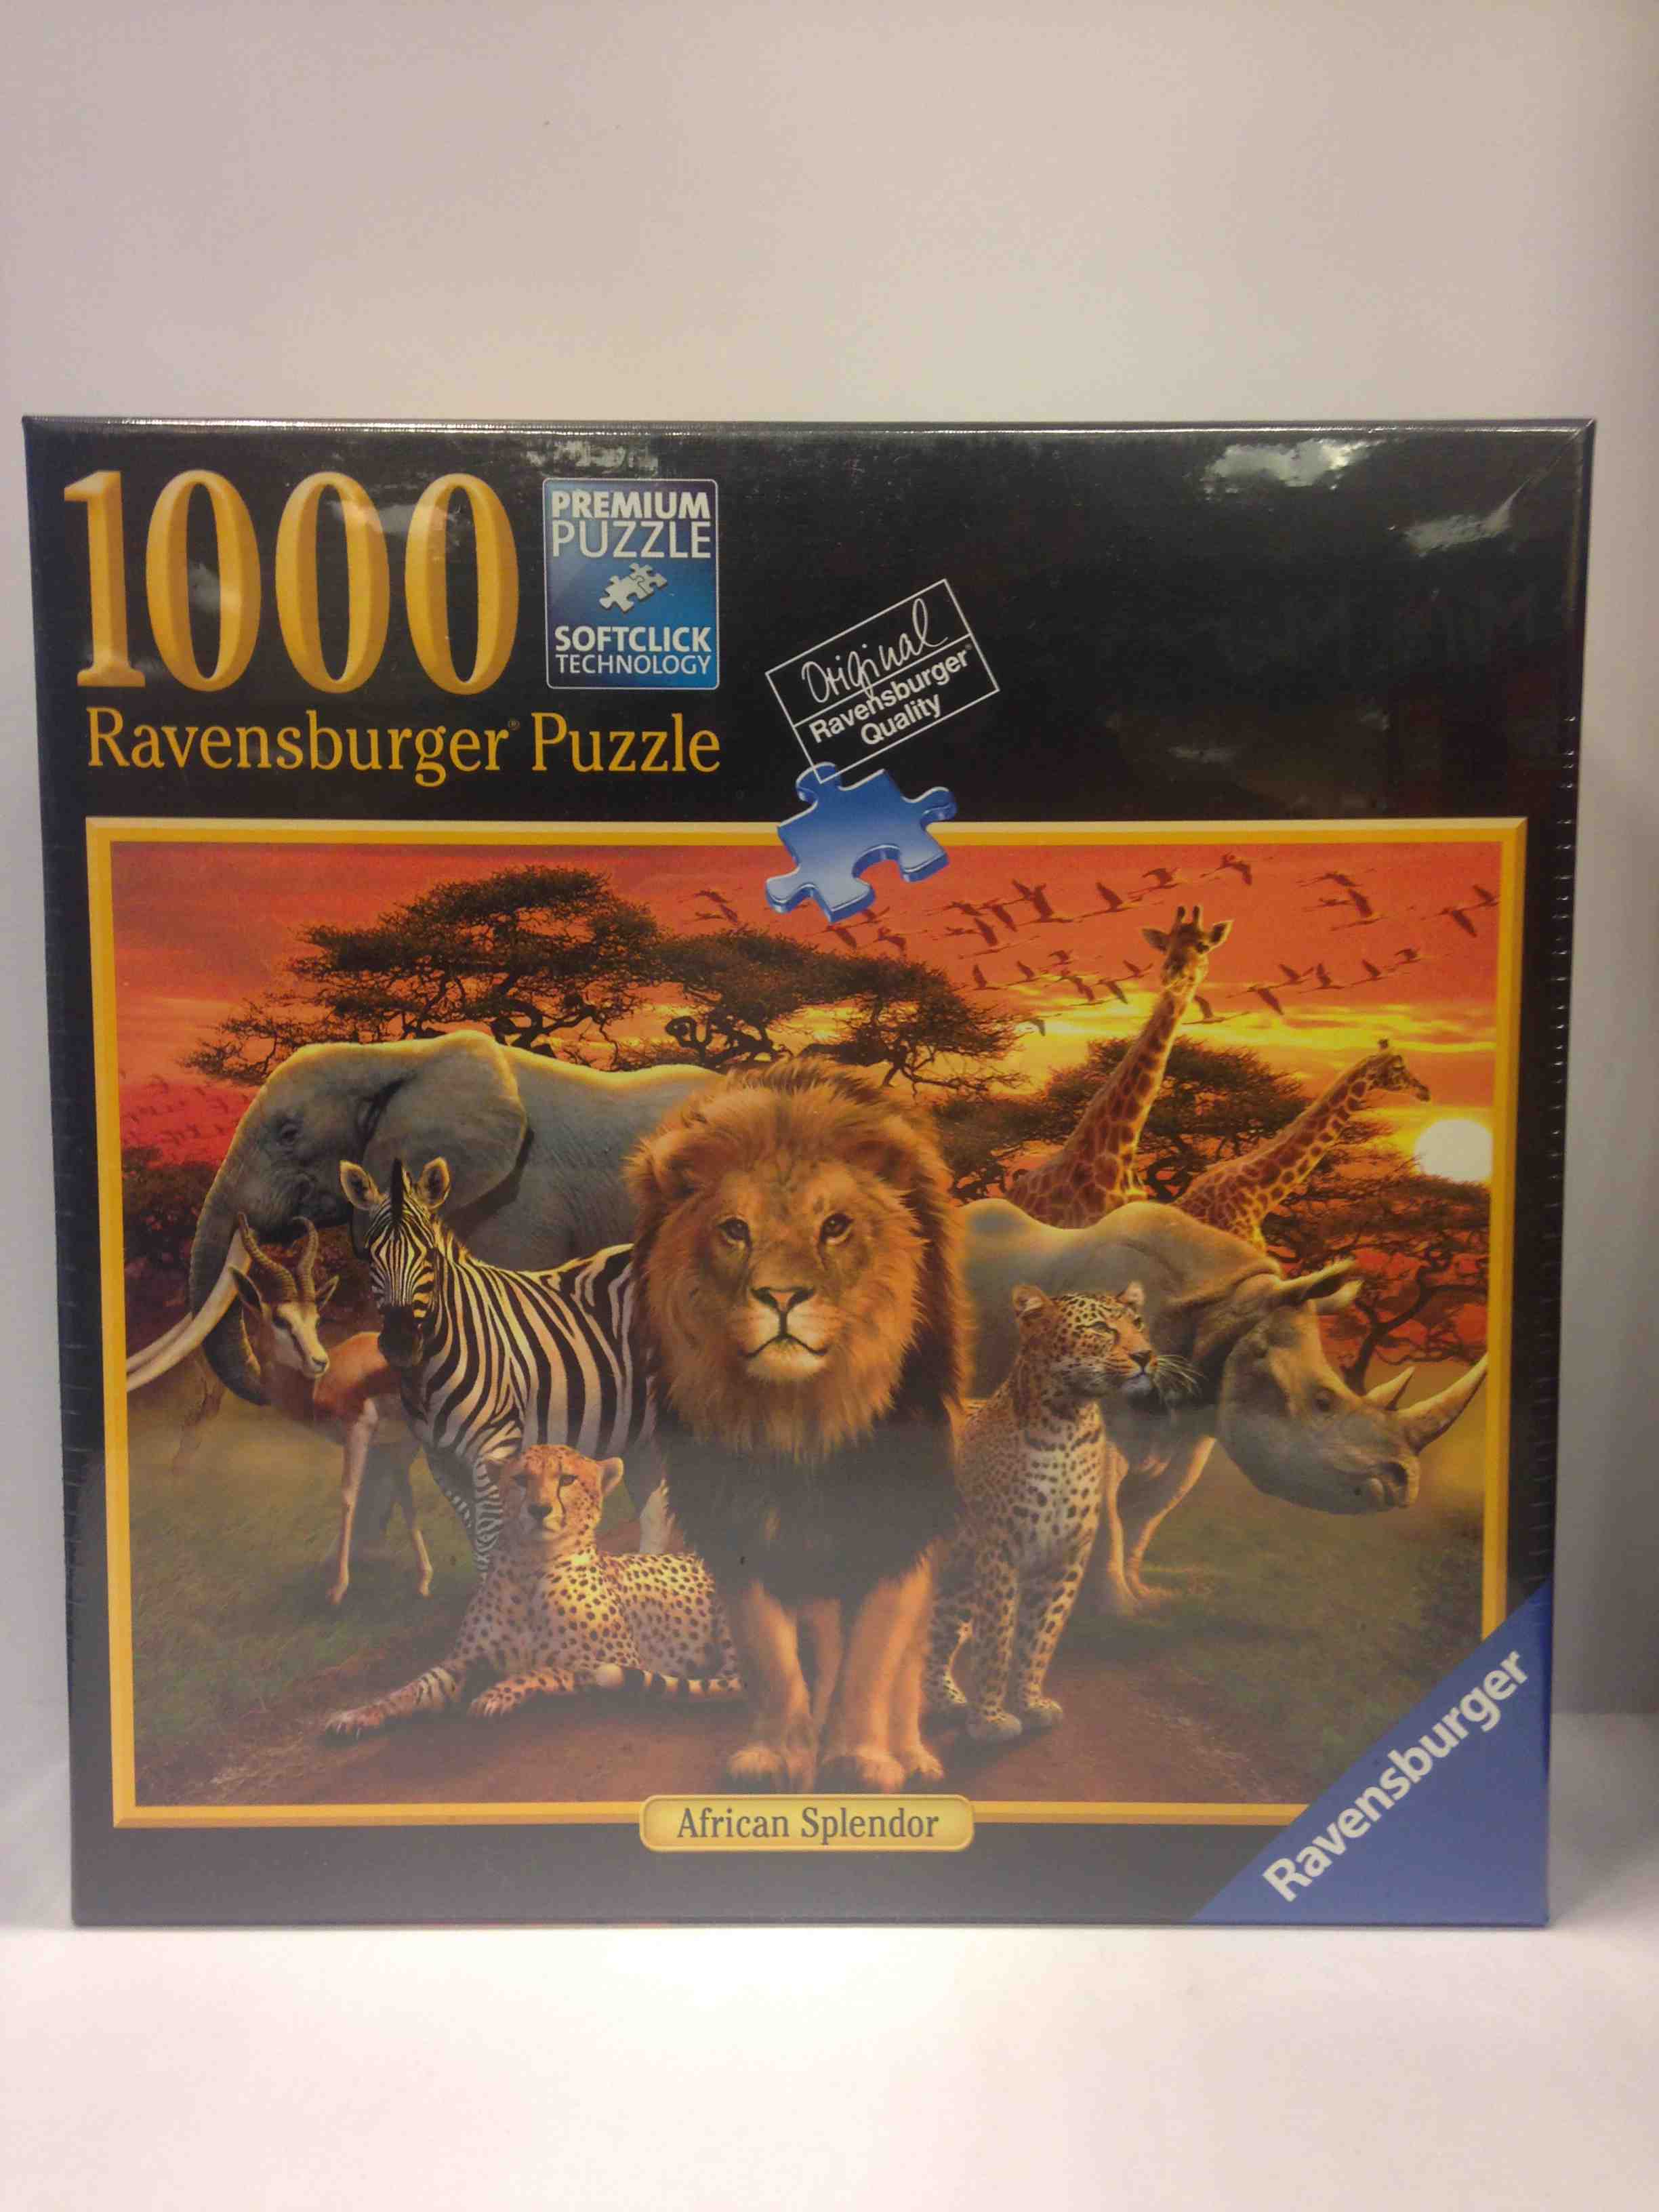 1000
PREMIUM
PUZZLE
SOFTCLICK
TECHNOLOGY
Ravensburger® Puzzle
Original
Ravensburger®
Quality
African Splendor
Ravensburger